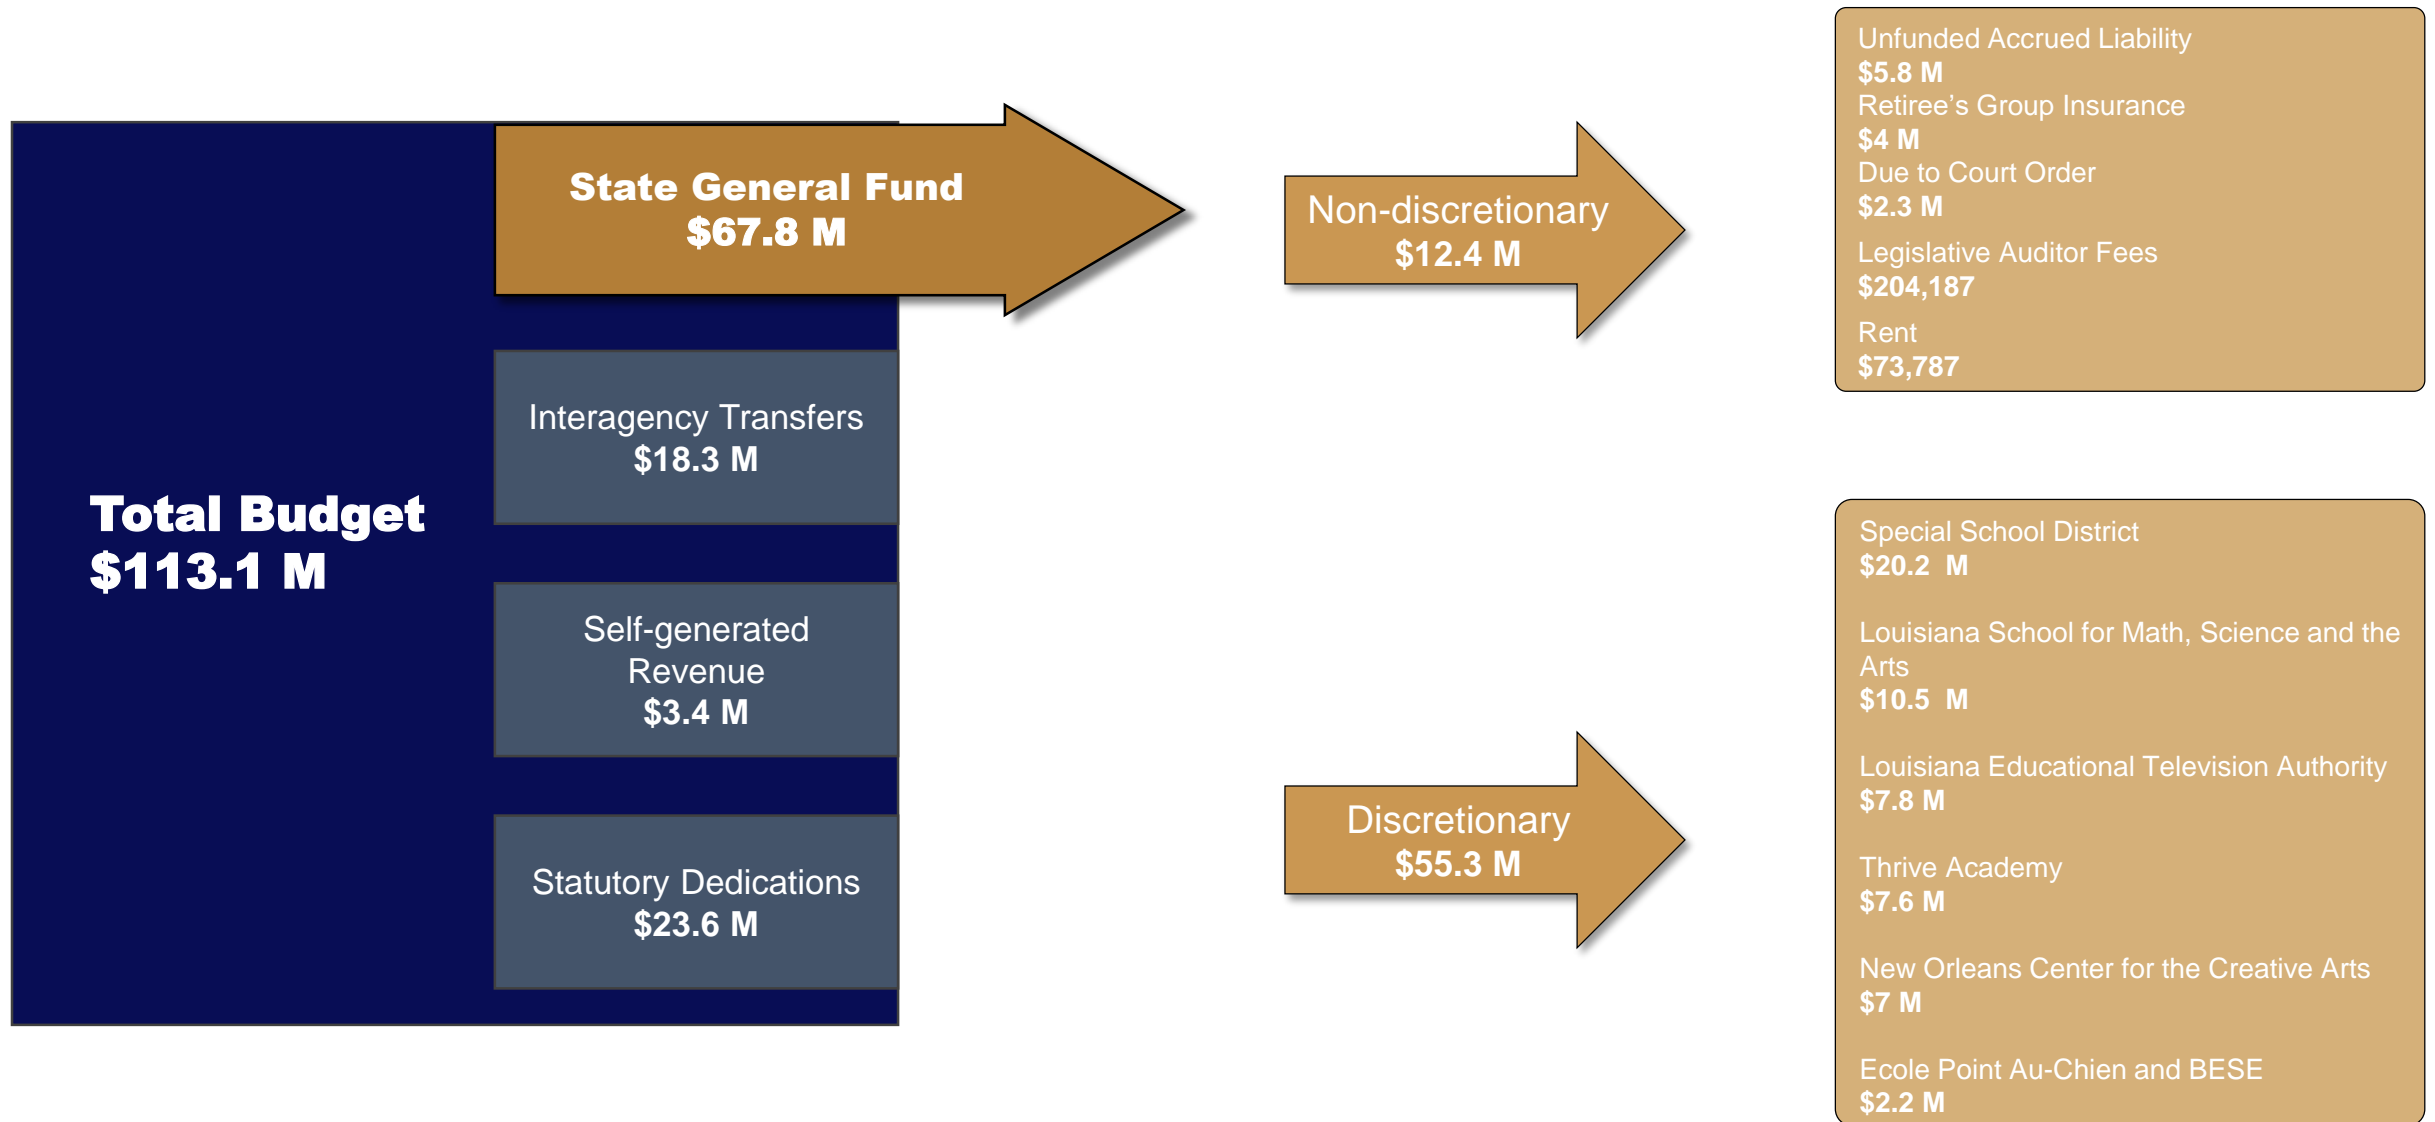 Total Budget
$113.1 M
State General Fund
$67.8 M
Interagency Transfers
$18.3 M
Self-generated
Revenue
$3.4 M
Statutory Dedications
$23.6 M
Non-discretionary
$12.4 M
Discretionary
$55.3 M
Unfunded Accrued Liability
$5.8 M
Retiree’s Group Insurance
$4 M
Due to Court Order
$2.3 M
Legislative Auditor Fees
$204,187
Rent
$73,787
Special School District
$20.2  M
Louisiana School for Math, Science and the
Arts
$10.5  M
Louisiana Educational Television Authority
$7.8 M
Thrive Academy
$7.6 M
New Orleans Center for the Creative Arts
$7 M
Ecole Point Au-Chien and BESE
$2.2 M